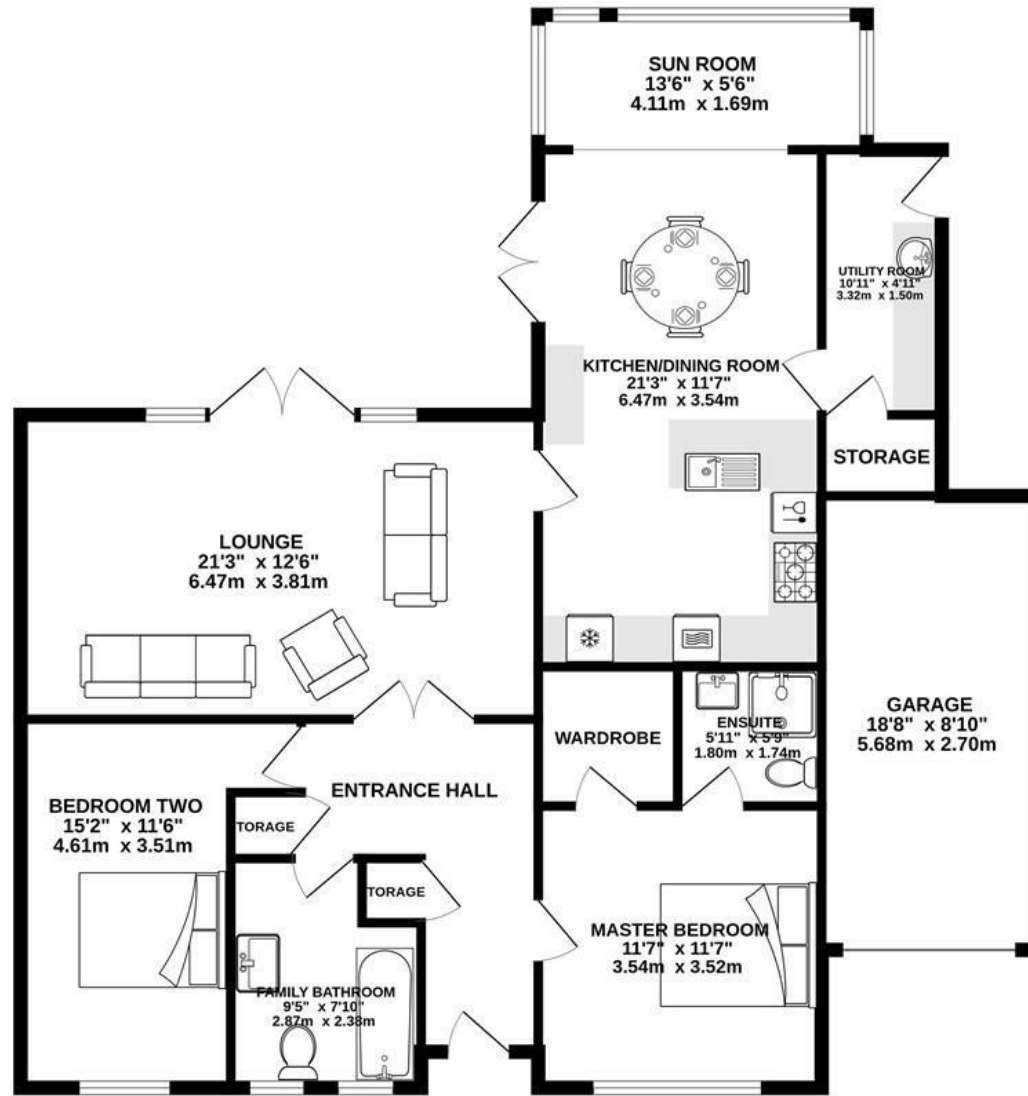 SUN ROOM
13'6" x 5'6"
4.11m x 1.69m
UTILITY ROOM
10'11" x 4'11"
3.32m x 1.50m
KITCHEN/DINING ROOM
21'3" x 11'7"
6.47m x 3.54m
STORAGE
LOUNGE
21'3" x 12'6"
6.47m x 3.81m
GARAGE
18'8" x 8'10"
5.68m x 2.70m
WARDROBE
ENSUITE
5'11" x 5'9"
1.80m x 1.74m
ENTRANCE HALL
BEDROOM TWO
15'2" x 11'6"
4.61m x 3.51m
TORAGE
TORAGE
MASTER BEDROOM
11'7" x 11'7"
3.54m x 3.52m
FAMILY BATHROOM
9'5" x 7'10"
2.87m x 2.38m